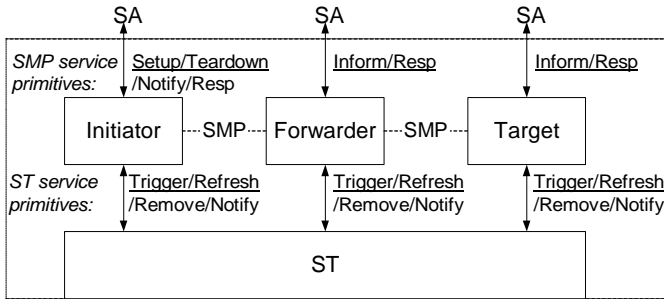 SA SA SA
SMP service Setup/Teardown Inform/Resp Inform/Resp
primitives: /Notify/Resp
Initiator SMP Forwarder SMP Target
ST service Trigger/Refresh Trigger/Refresh Trigger/Refresh
primitives: /Remove/Notify /Remove/Notify /Remove/Notify
ST